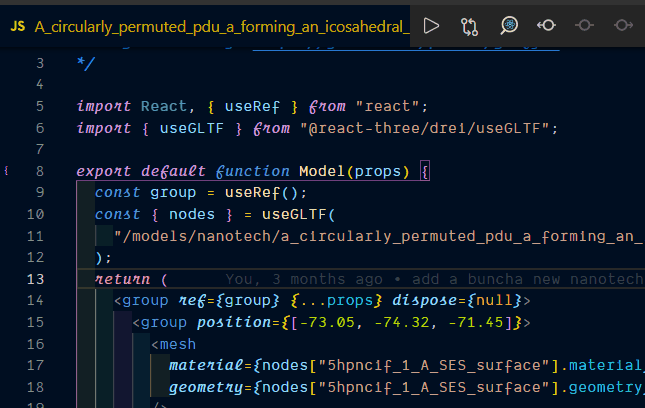 JS A_circularly_permuted_pdu_a_forming_an_icosahedral_
3 */
4
5 import React, { useRef } from "react";
6 import { useGLTF } from "@react-three/drei/useGLTF";
7
8 export default function Model(props) {
9 const group = useRef();
10 const { nodes } = useGLTF(
11 "/models/nanotech/a_circularly_permuted_pdu_a_forming_an_
12 );
13 return ( You, 3 months ago • add a buncha new nanotech
14 <group ref={group} {...props} dispose={null}>
15 <group position={[-73.05, -74.32, -71.45]}>
16 <mesh
17 material={nodes["5hpncif_1_A_SES_surface"].material_
18 geometry={nodes["5hpncif_1_A_SES_surface"].geometry_
19 />